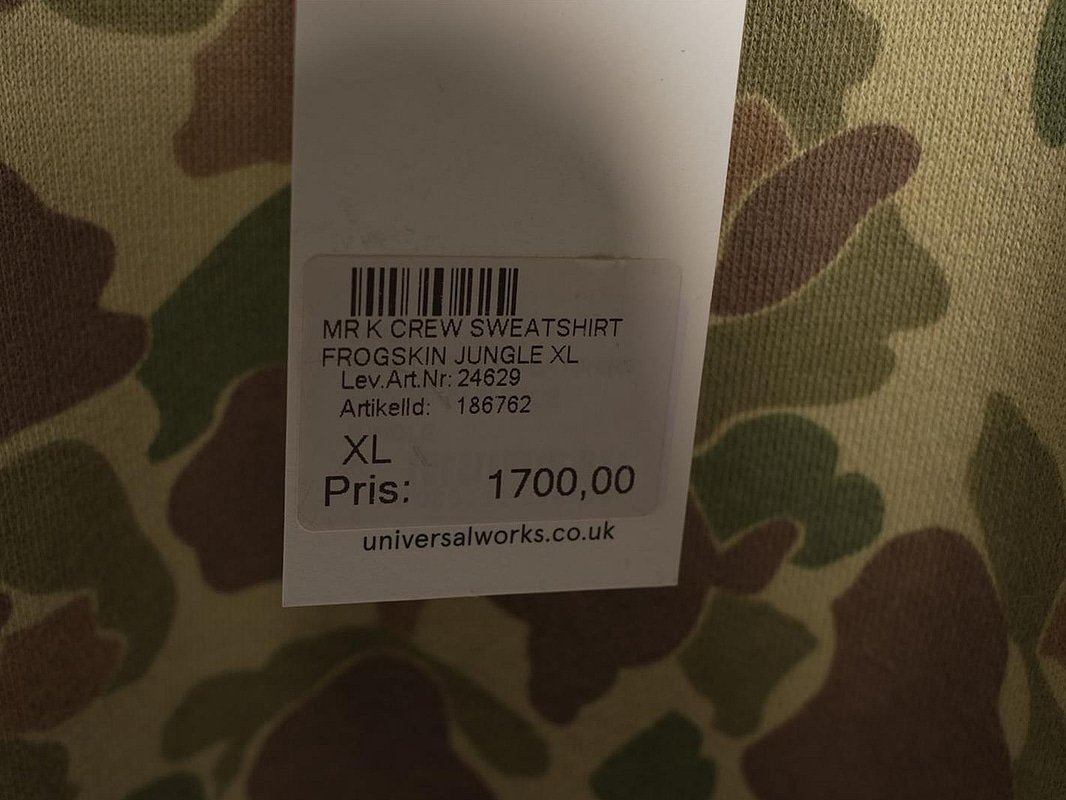 MR K CREW SWEATSHIRT
FROGSKIN JUNGLE XL
Lev.Art.Nr: 24629
ArtikelId: 186762
XL
Pris: 1700,00
universalworks.co.uk